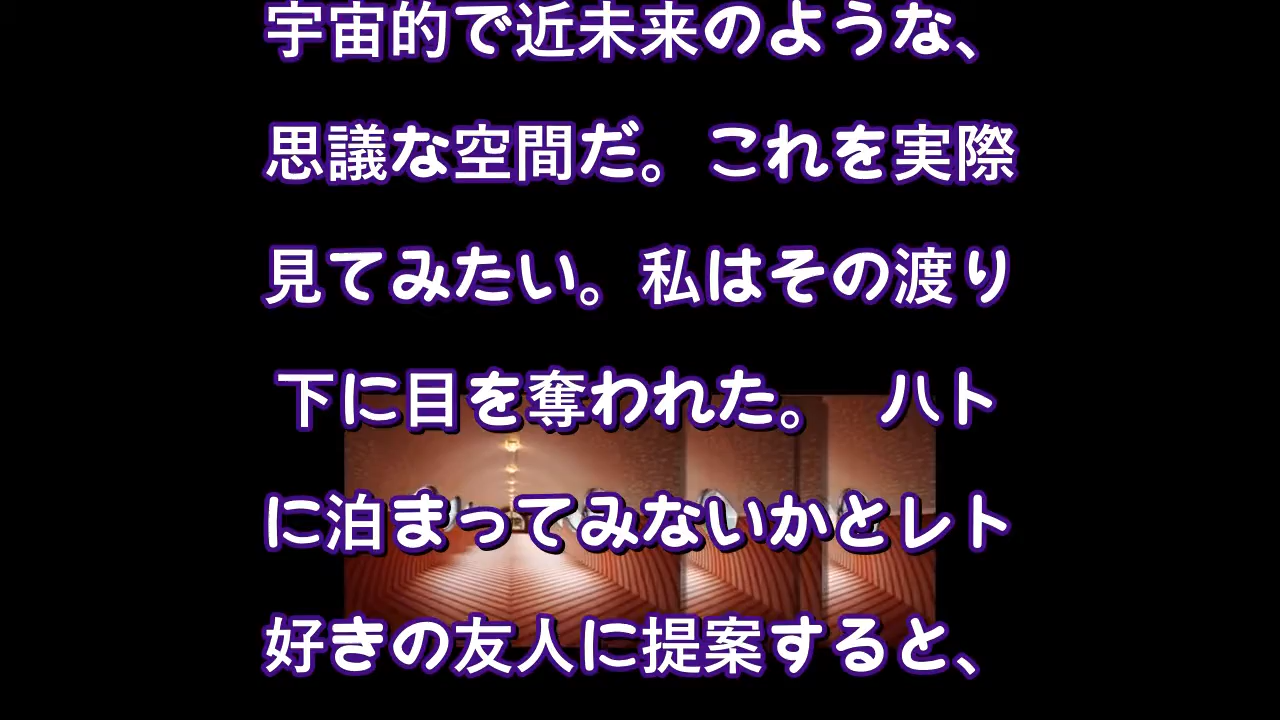 宇宙的で近未来のような、
思議な空間だ。これを実際
見てみたい。私はその渡り
下に目を奪われた。　ハト
に泊まってみないかとレト
好きの友人に提案すると、